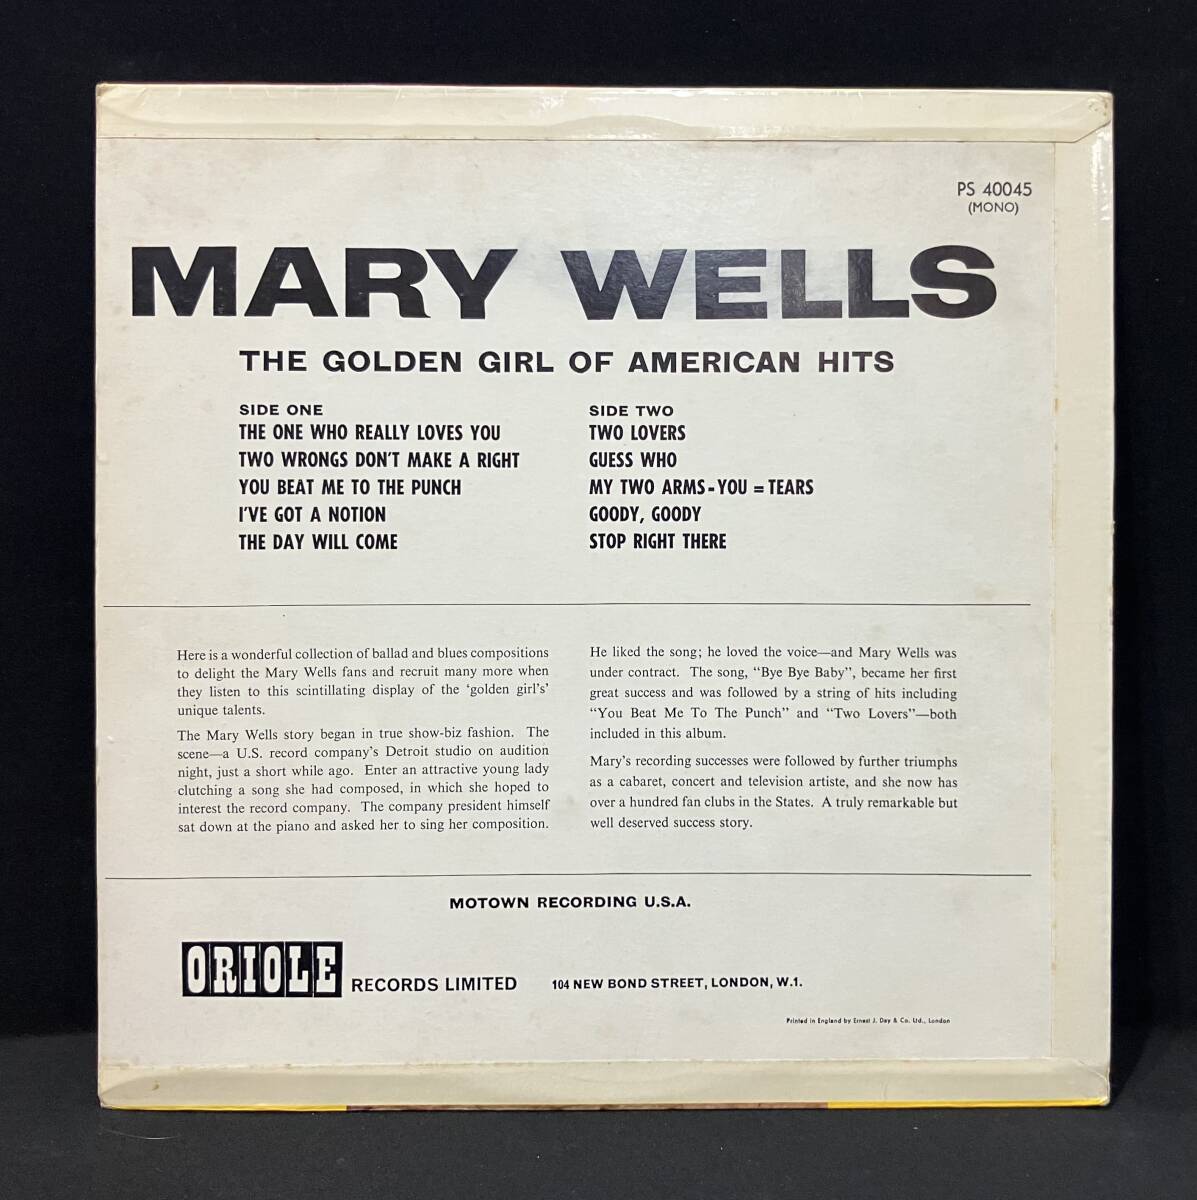 PS 40045
(MONO)
MARY WELLS
THE GOLDEN GIRL OF AMERICAN HITS
SIDE ONE
THE ONE WHO REALLY LOVES YOU
TWO WRONGS DON'T MAKE A RIGHT
YOU BEAT ME TO THE PUNCH
I'VE GOT A NOTION
THE DAY WILL COME
SIDE TWO
TWO LOVERS
GUESS WHO
MY TWO ARMS-YOU = TEARS
GOODY, GOODY
STOP RIGHT THERE
Here is a wonderful collection of ballad and blues compositions
to delight the Mary Wells fans and recruit many more when
they listen to this scintillating display of the 'golden girl's'
unique talents.
The Mary Wells story began in true show-biz fashion. The
scene—a U.S. record company's Detroit studio on audition
night, just a short while ago. Enter an attractive young lady
clutching a song she had composed, in which she hoped to
interest the record company. The company president himself
sat down at the piano and asked her to sing her composition.
He liked the song; he loved the voice—and Mary Wells was
under contract. The song, "Bye Bye Baby", became her first
great success and was followed by a string of hits including
"You Beat Me To The Punch" and "Two Lovers"—both
included in this album.
Mary's recording successes were followed by further triumphs
as a cabaret, concert and television artiste, and she now has
over a hundred fan clubs in the States. A truly remarkable but
well deserved success story.
MOTOWN RECORDING U.S.A.
ORIOLE RECORDS LIMITED 104 NEW BOND STREET, LONDON, W.1.
Printed in England by Ernest J. Day & Co. Ltd., London